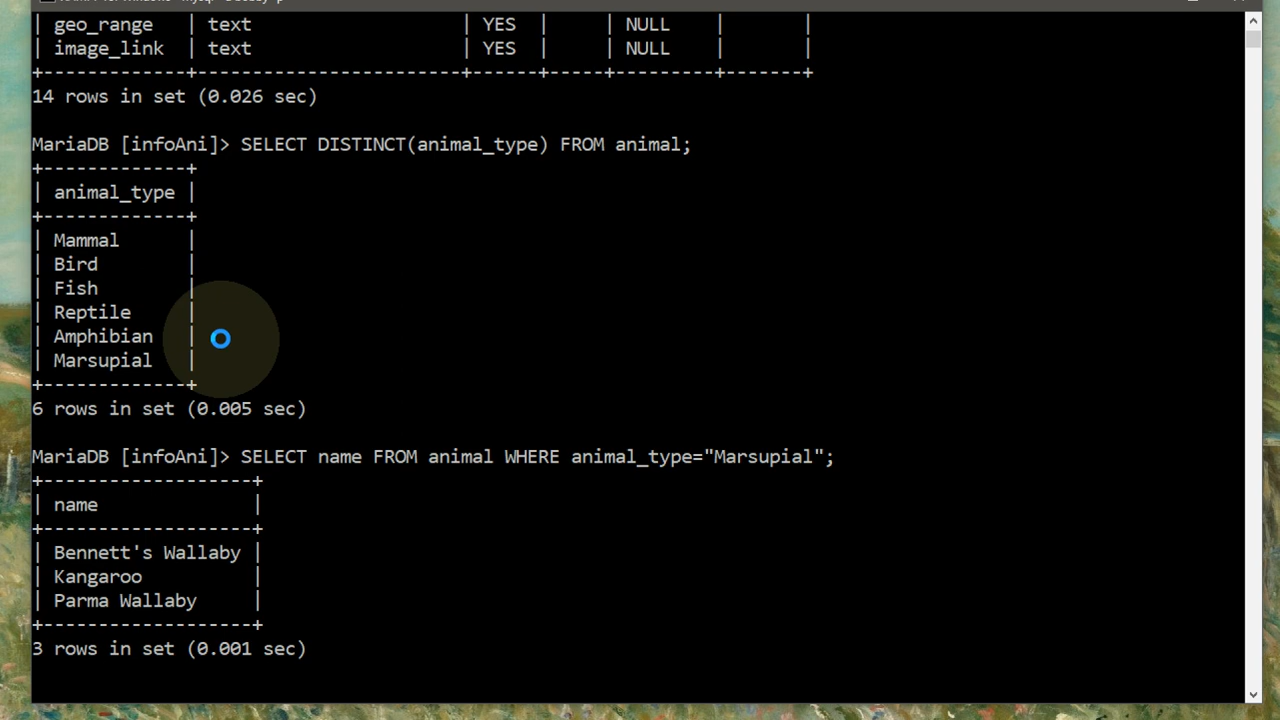 | geo_range   | text                   | YES  |     | NULL    |       |
| image_link  | text                   | YES  |     | NULL    |       |
+-------------+------------------------+------+-----+---------+-------+
14 rows in set (0.026 sec)
MariaDB [infoAni]> SELECT DISTINCT(animal_type) FROM animal;
+-------------+
| animal_type |
+-------------+
| Mammal      |
| Bird        |
| Fish        |
| Reptile     |
| Amphibian   |
| Marsupial   |
+-------------+
6 rows in set (0.005 sec)
MariaDB [infoAni]> SELECT name FROM animal WHERE animal_type="Marsupial";
+-------------------+
| name              |
+-------------------+
| Bennett's Wallaby |
| Kangaroo          |
| Parma Wallaby     |
+-------------------+
3 rows in set (0.001 sec)